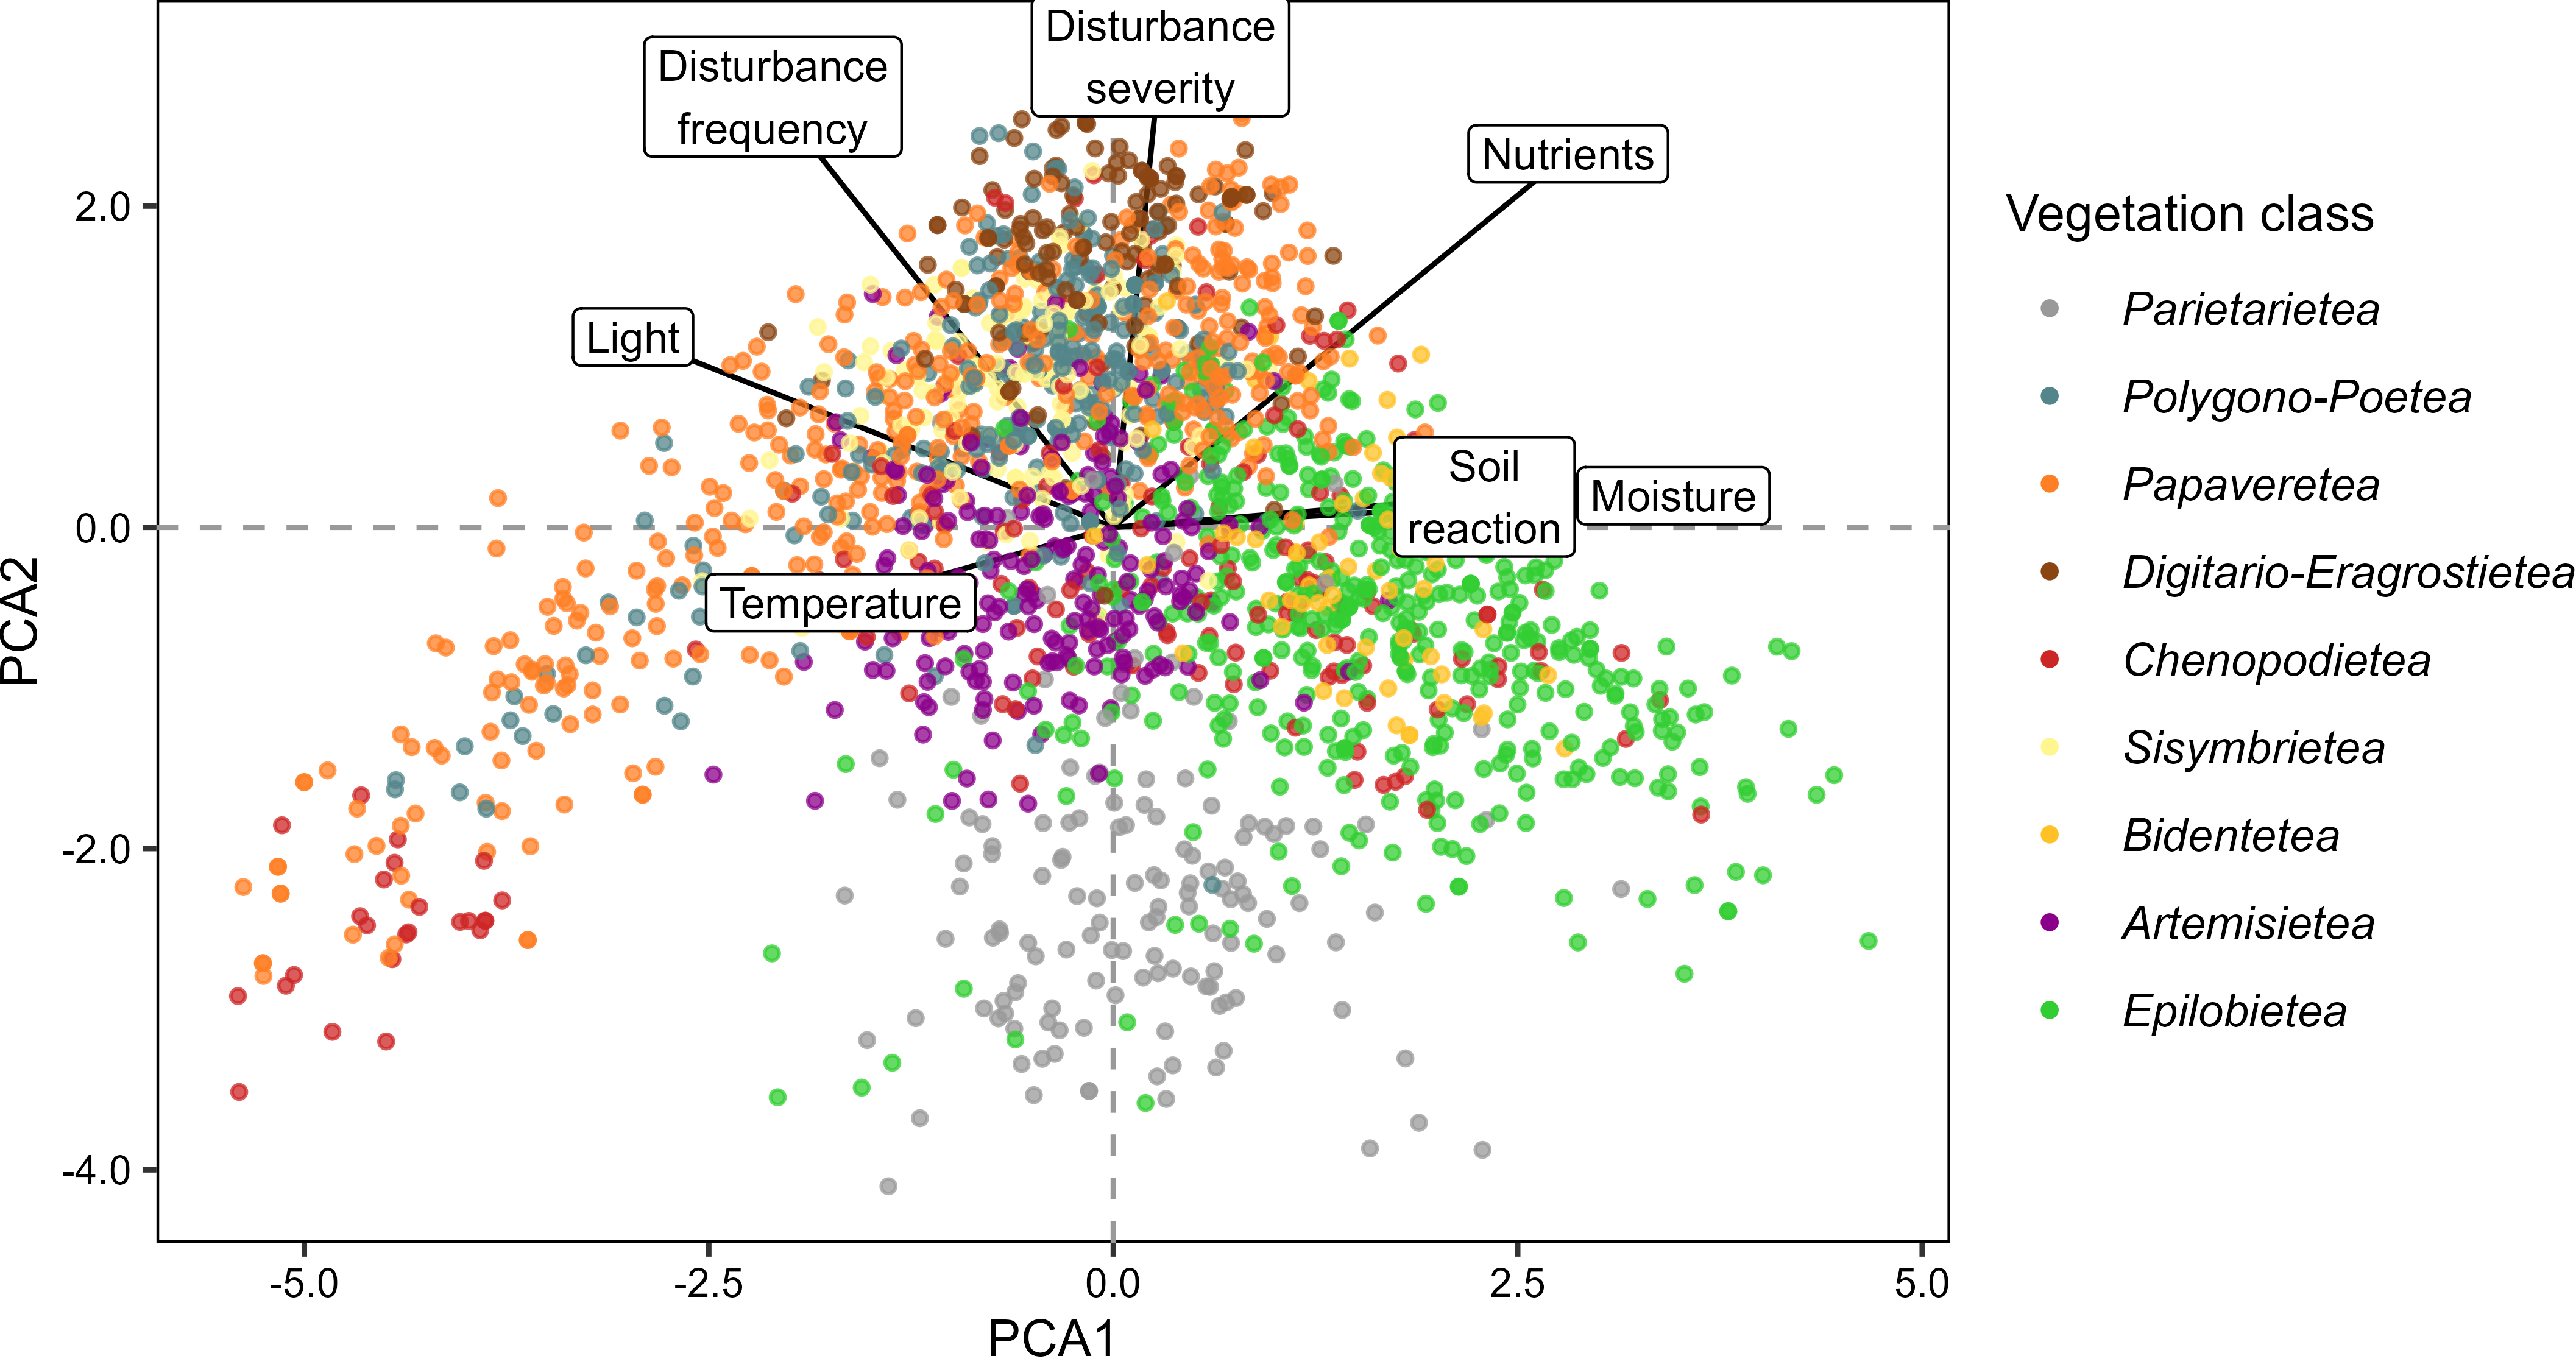 Disturbance
severity
Disturbance
frequency
Nutrients
Light
Soil
reaction
Moisture
Temperature
2.0
0.0
-2.0
-4.0
PCA2
-5.0
-2.5
0.0
2.5
5.0
PCA1
Vegetation class
Parietarietea
Polygono-Poetea
Papaveretea
Digitario-Eragrostietea
Chenopodietea
Sisymbrietea
Bidentetea
Artemisietea
Epilobietea